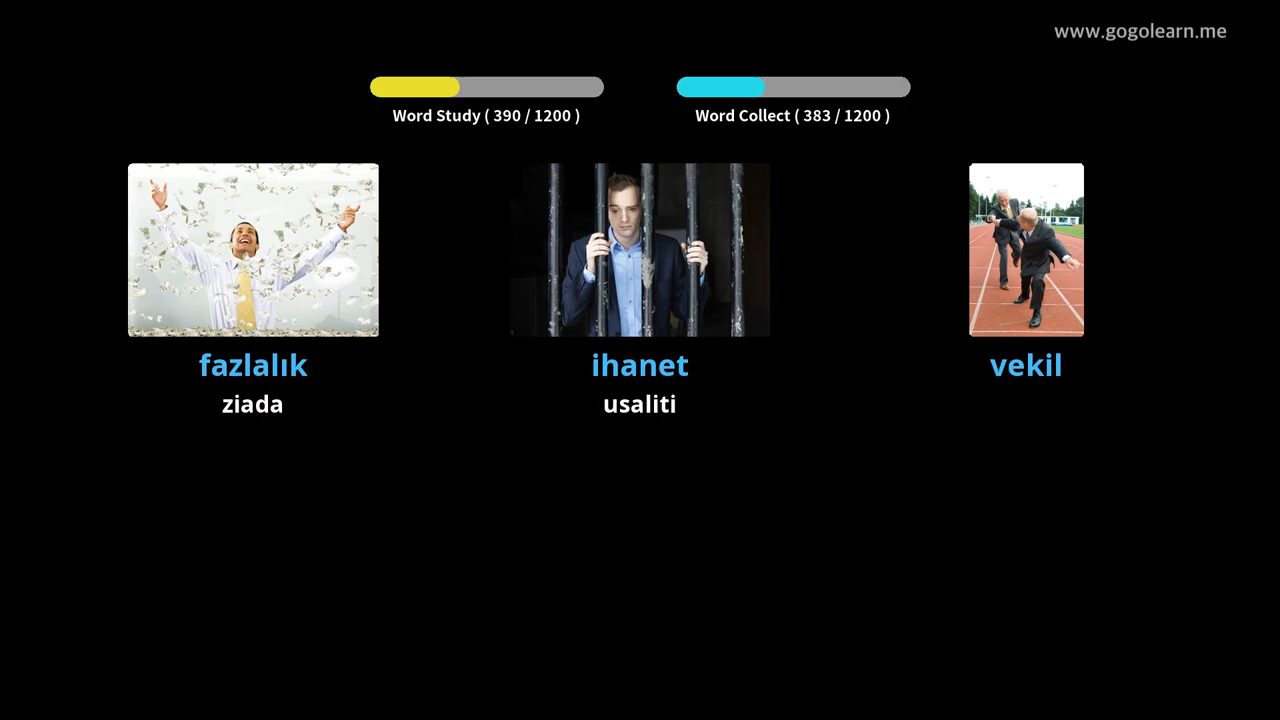 www.gogolearn.me
Word Study ( 390 / 1200 )
Word Collect ( 383 / 1200 )
fazlalık
ziada
ihanet
usaliti
vekil